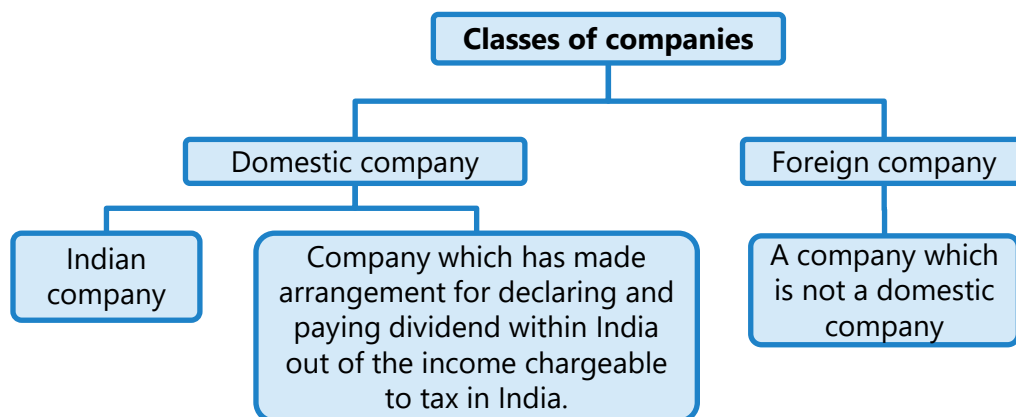 Classes of companies
Domestic company
Foreign company
Indian
company
Company which has made
arrangement for declaring and
paying dividend within India
out of the income chargeable
to tax in India.
A company which
is not a domestic
company